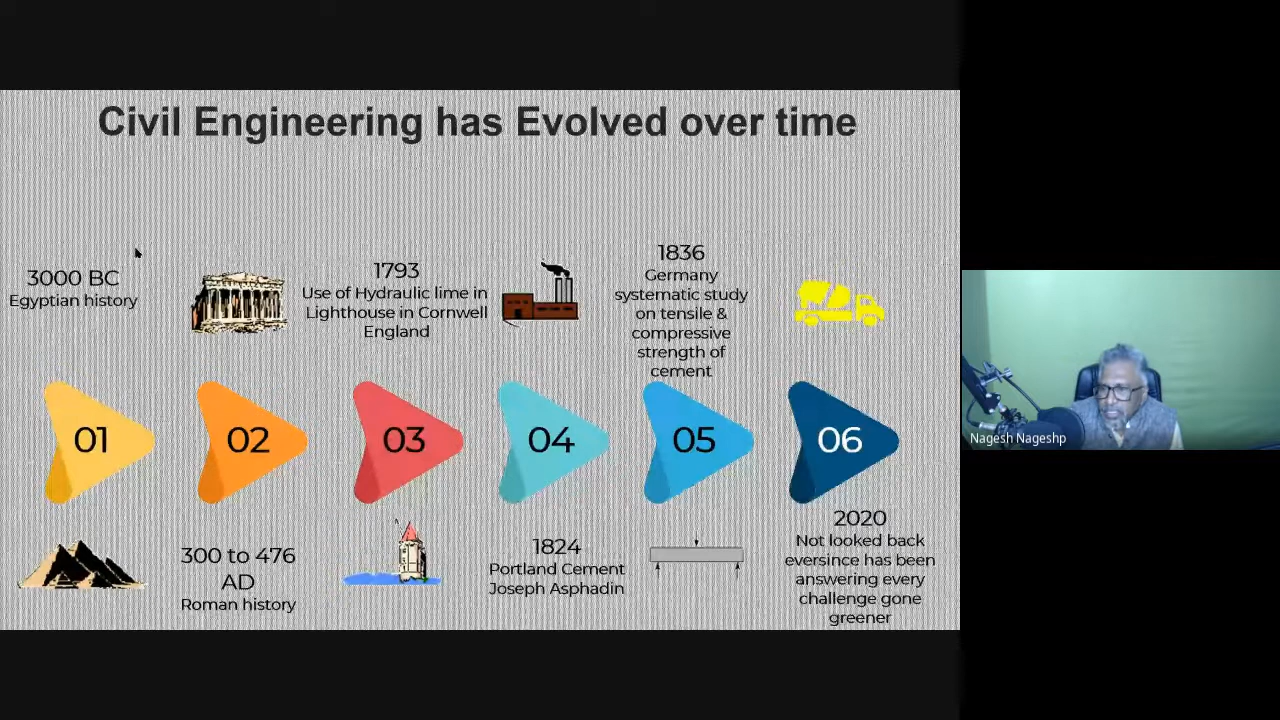 Civil Engineering has Evolved over time
3000 BC
Egyptian history
1793
Use of Hydraulic lime in
Lighthouse in Cornwell
England
1836
Germany
systematic study
on tensile &
compressive
strength of
cement
01
02
03
04
05
06
300 to 476
AD
Roman history
1824
Portland Cement
Joseph Asphadin
2020
Not looked back
eversince has been
answering every
challenge gone
greener
Nagesh Nageshp